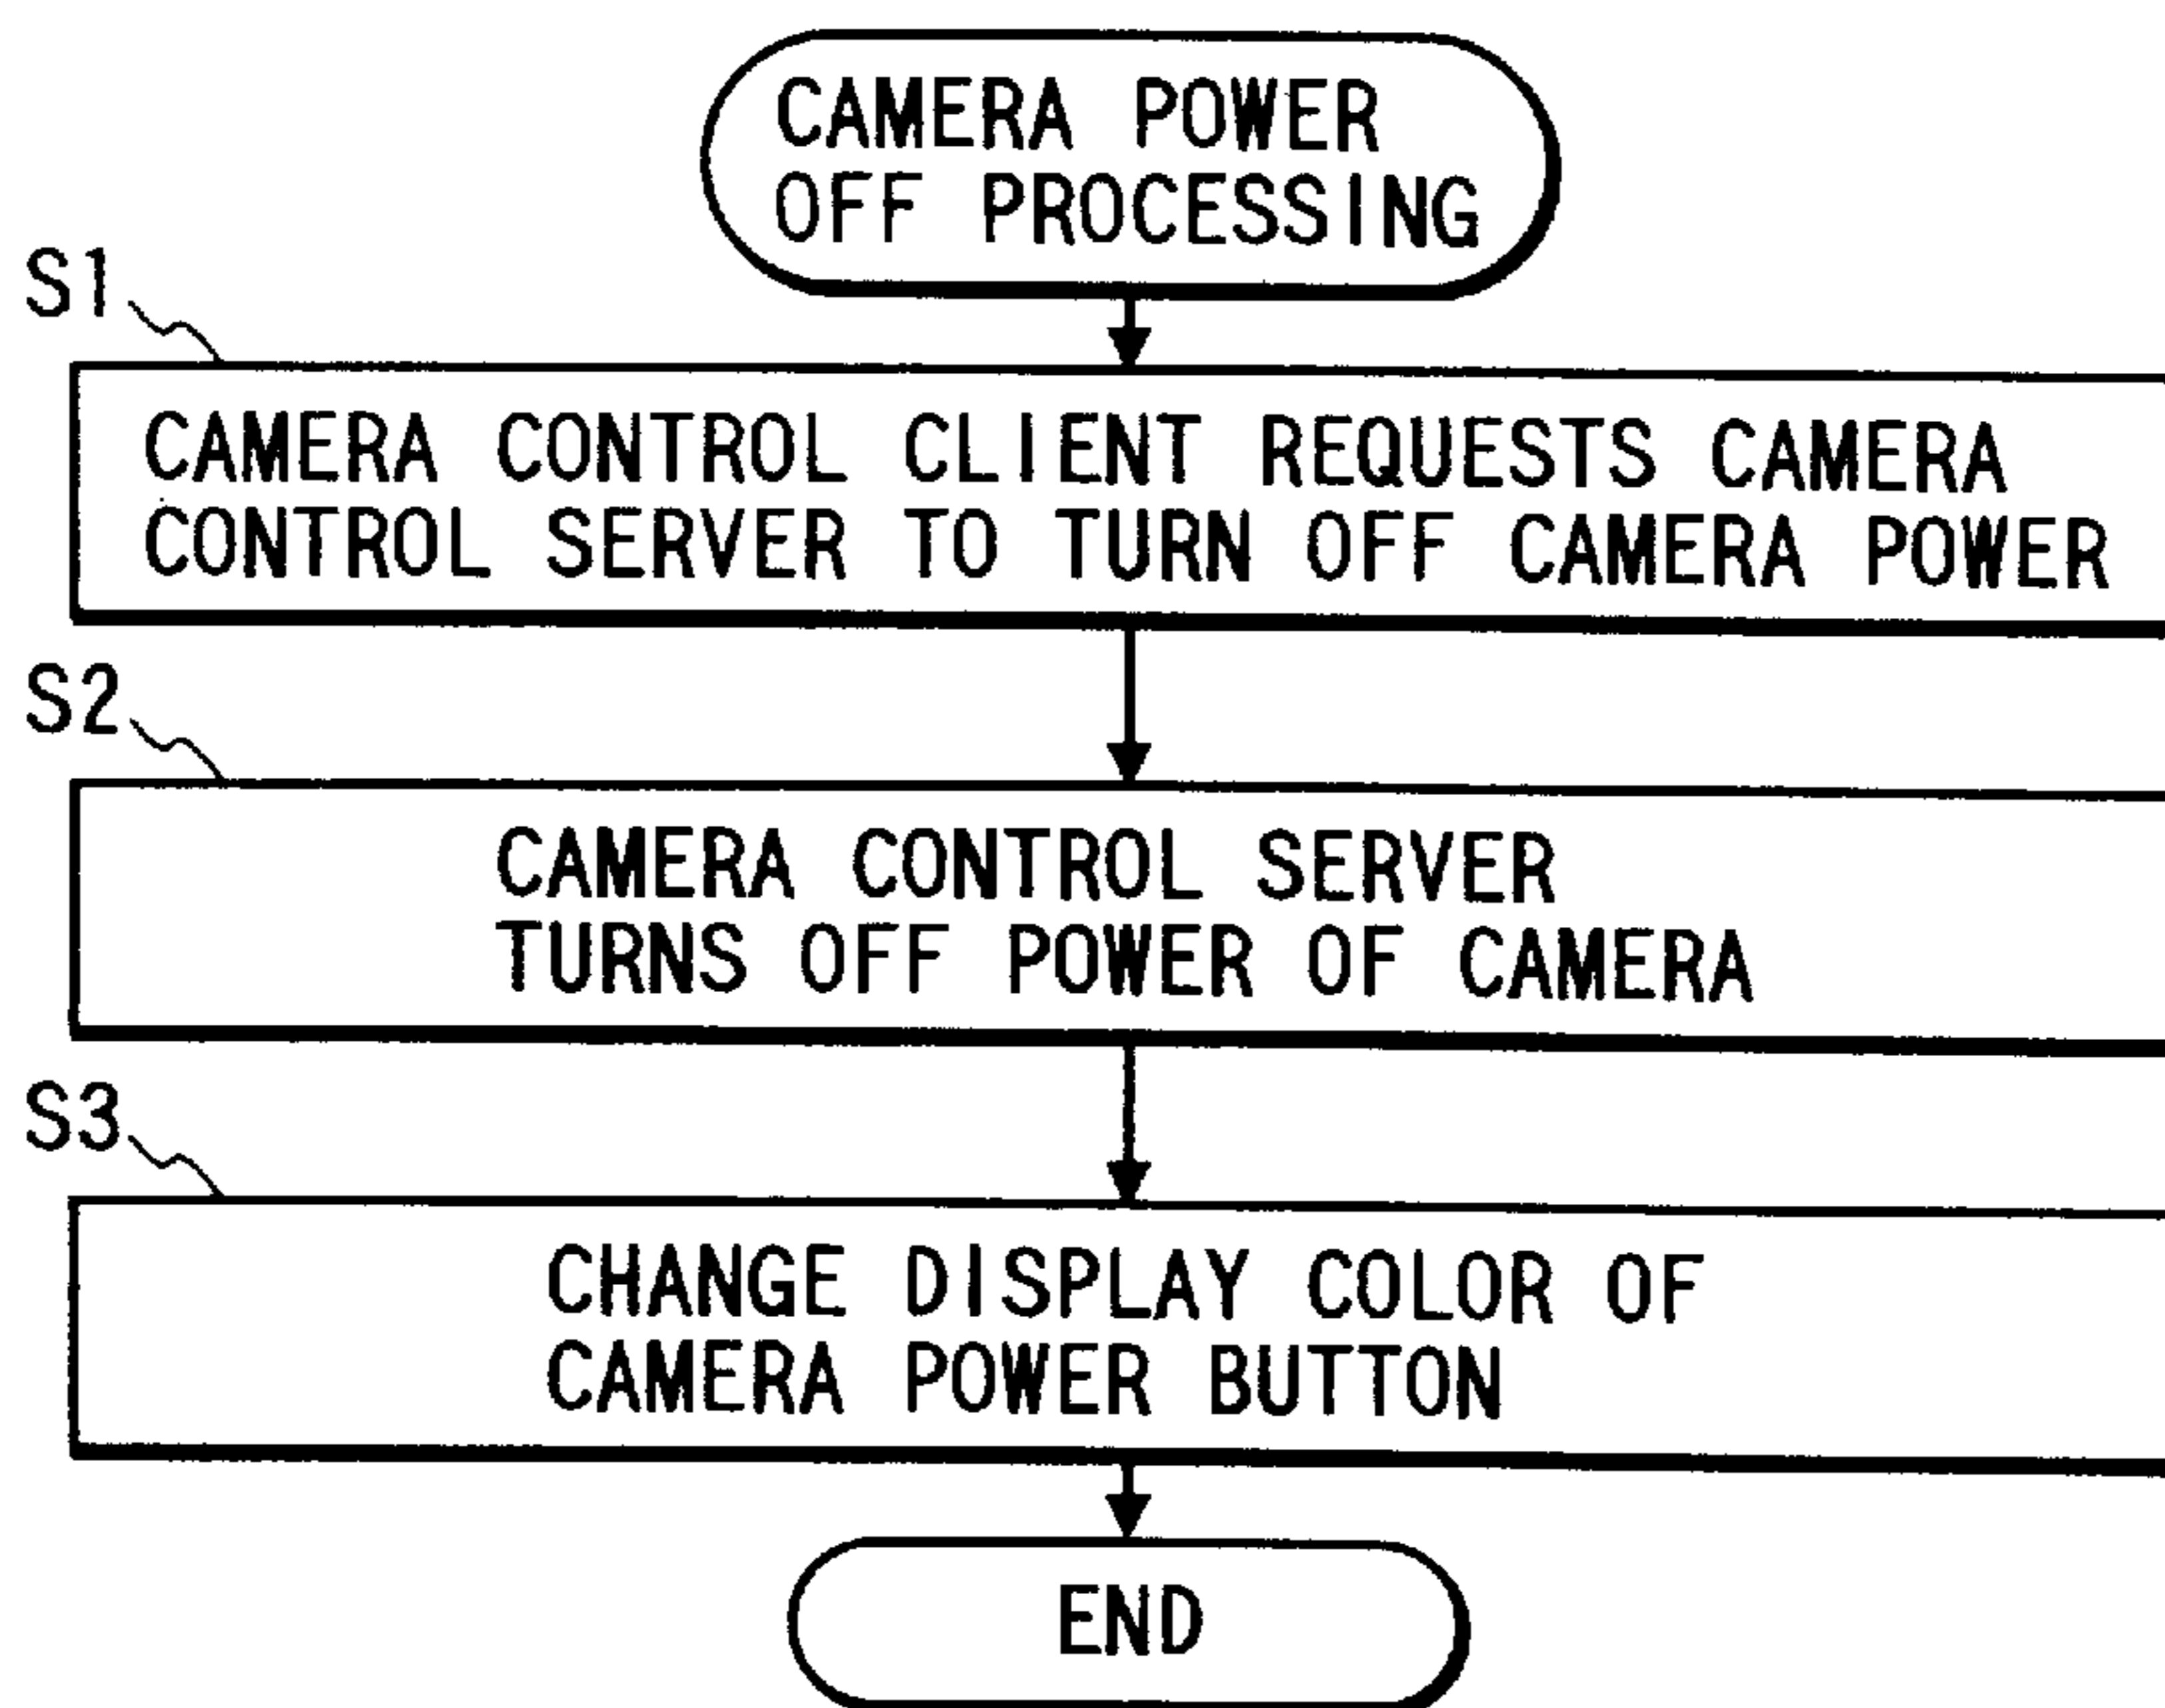 CAMERA POWER
OFF PROCESSING
S1
CAMERA CONTROL CLIENT REQUESTS CAMERA
CONTROL SERVER TO TURN OFF CAMERA POWER
S2
CAMERA CONTROL SERVER
TURNS OFF POWER OF CAMERA
S3
CHANGE DISPLAY COLOR OF
CAMERA POWER BUTTON
END